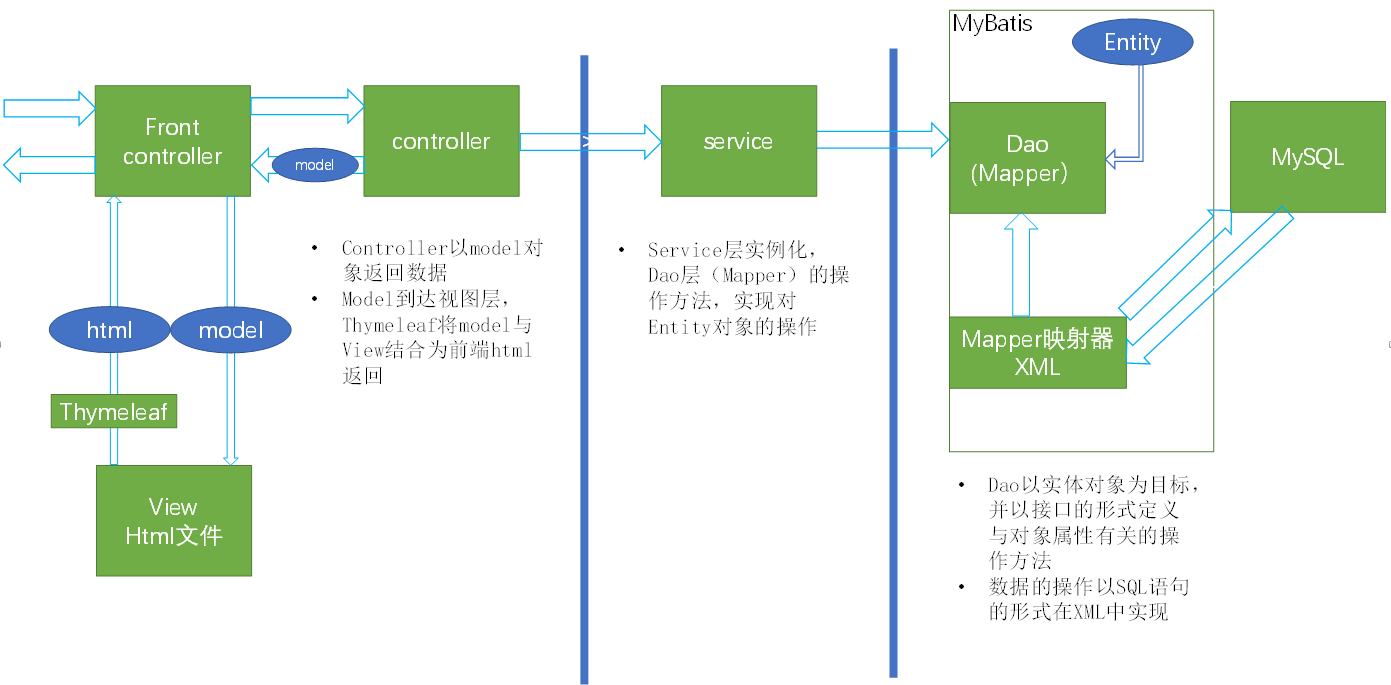 MyBatis
Entity
Front
controller
controller
service
Dao
(Mapper）
MySQL
model
>
• Controller以model对
象返回数据
• Model到达视图层，
Thymeleaf将model与
View结合为前端html
返回
• Service层实例化，
Dao层（Mapper）的操
作方法，实现对
Entity对象的操作
html
model
Mapper映射器
XML
Thymeleaf
View
Html文件
• Dao以实体对象为目标，
并以接口的形式定义
与对象属性有关的操
作方法
• 数据的操作以SQL语句
的形式在XML中实现